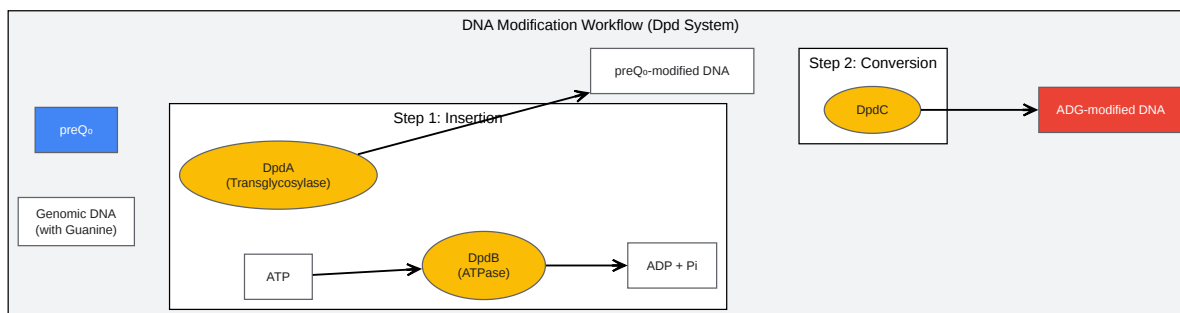 DNA Modification Workflow (Dpd System)
preQ₀-modified DNA
Step 2: Conversion
DpdC
ADG-modified DNA
preQ₀
Step 1: Insertion
DpdA
(Transglycosylase)
Genomic DNA
(with Guanine)
ATP
DpdB
(ATPase)
ADP + Pi